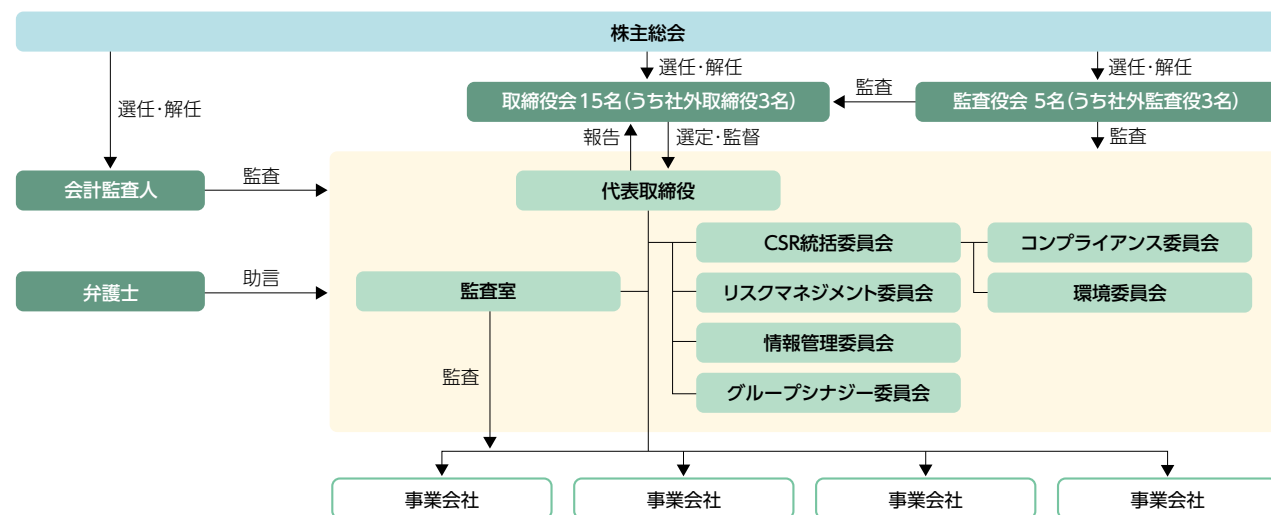 株主総会
選任・解任
選任・解任
選任・解任
取締役会 15名(うち社外取締役3名)
監査
監査役会 5名(うち社外監査役3名)
報告
選定・監督
監査
会計監査人
監査
代表取締役
CSR統括委員会
コンプライアンス委員会
弁護士
助言
監査室
リスクマネジメント委員会
環境委員会
情報管理委員会
監査
グループシナジー委員会
事業会社
事業会社
事業会社
事業会社